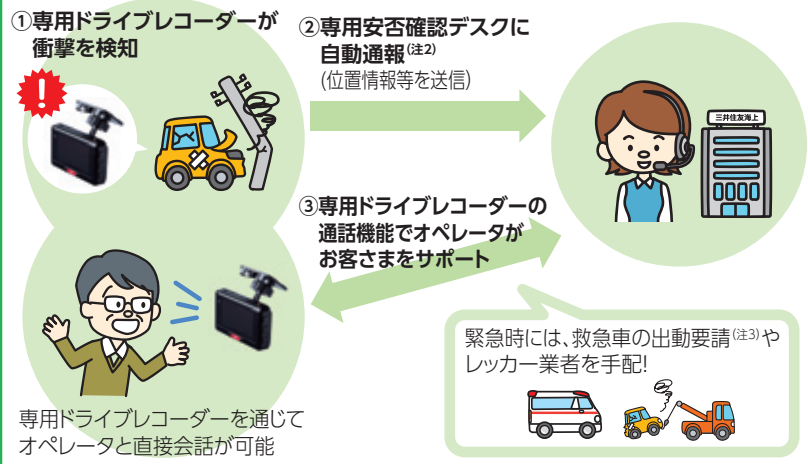 ①専用ドライブレコーダーが
衝撃を検知
②専用安否確認デスクに
自動通報(注2)
(位置情報等を送信)
三井住友海上
③専用ドライブレコーダーの
通話機能でオペレータが
お客さまをサポート
専用ドライブレコーダーを通じて
オペレータと直接会話が可能
緊急時には、救急車の出動要請(注3)や
レッカー業者を手配!